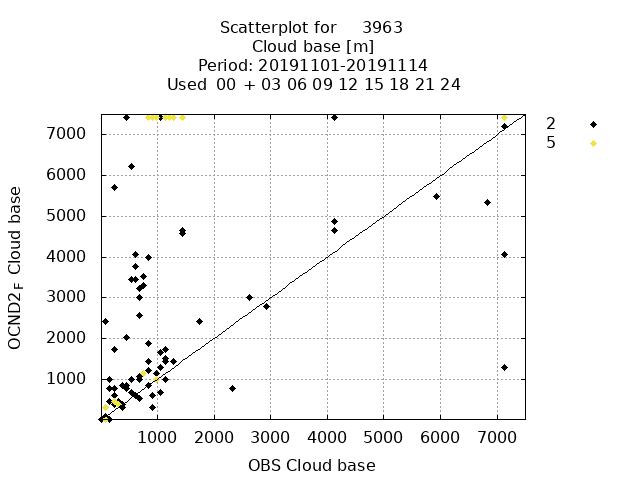 Scatterplot for 3963
Cloud base [m]
Period: 20191101-20191114
Used 00 + 03 06 09 12 15 18 21 24
2
5
7000
6000
5000
4000
3000
2000
1000
OCND2_F Cloud base
1000 2000 3000 4000 5000 6000 7000
OBS Cloud base